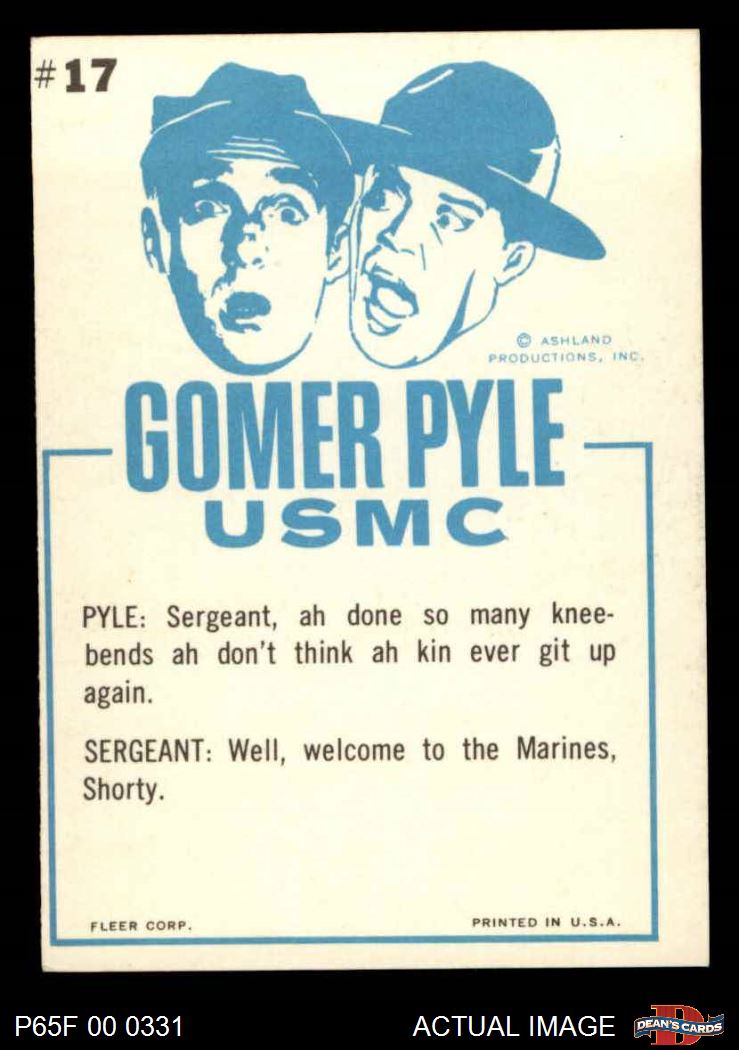 #17
© ASHLAND
PRODUCTIONS, INC.
GOMER PYLE
USMC
PYLE: Sergeant, ah done so many knee-
bends ah don't think ah kin ever git up
again.
SERGEANT: Well, welcome to the Marines,
Shorty.
FLEER CORP.
PRINTED IN U.S.A.
P65F 00 0331
ACTUAL IMAGE
D
DEAN'S CARDS